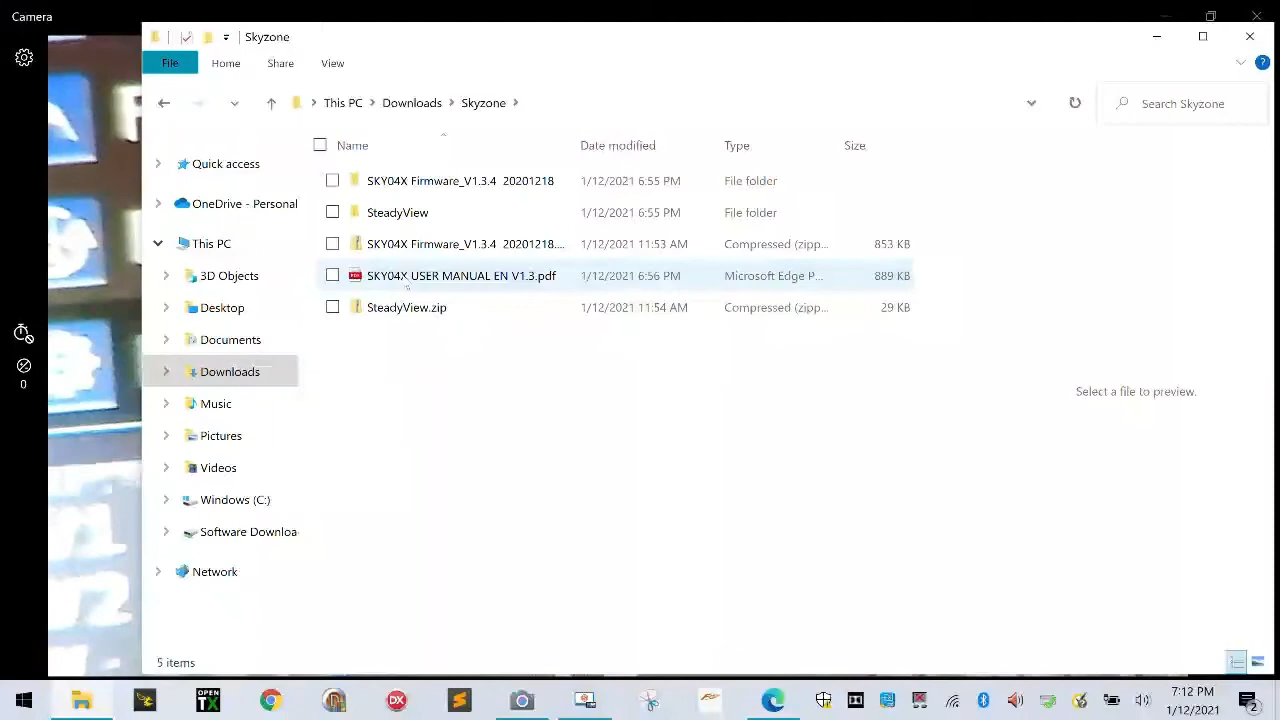 Camera
Skyzone
File Home Share View
This PC Downloads Skyzone
Search Skyzone
Name Date modified Type Size
SKY04X Firmware_V1.3.4 20201218 1/12/2021 6:55 PM File folder
SteadyView 1/12/2021 6:55 PM File folder
SKY04X Firmware_V1.3.4 20201218.... 1/12/2021 11:53 AM Compressed (zipp... 853 KB
SKY04X USER MANUAL EN V1.3.pdf 1/12/2021 6:56 PM Microsoft Edge P... 889 KB
SteadyView.zip 1/12/2021 11:54 AM Compressed (zipp... 29 KB
Quick access
OneDrive - Personal
This PC
3D Objects
Desktop
Documents
Downloads
Music
Pictures
Videos
Windows (C:)
Software Downloa
Network
0
Select a file to preview.
5 items
OPEN
TX
DX
7:12 PM
1/12/2021
2